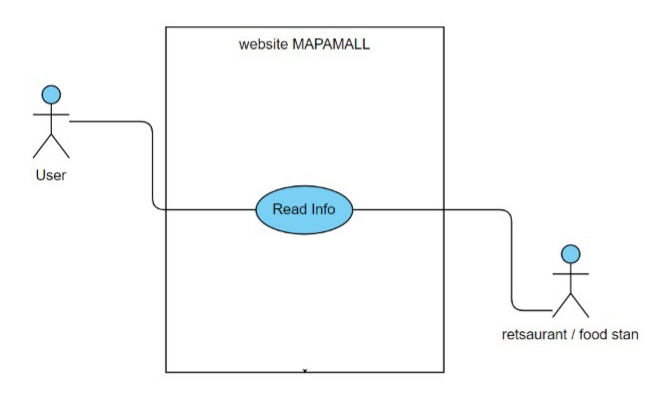 website MAPAMALL
User
Read Info
retsaurant / food stan